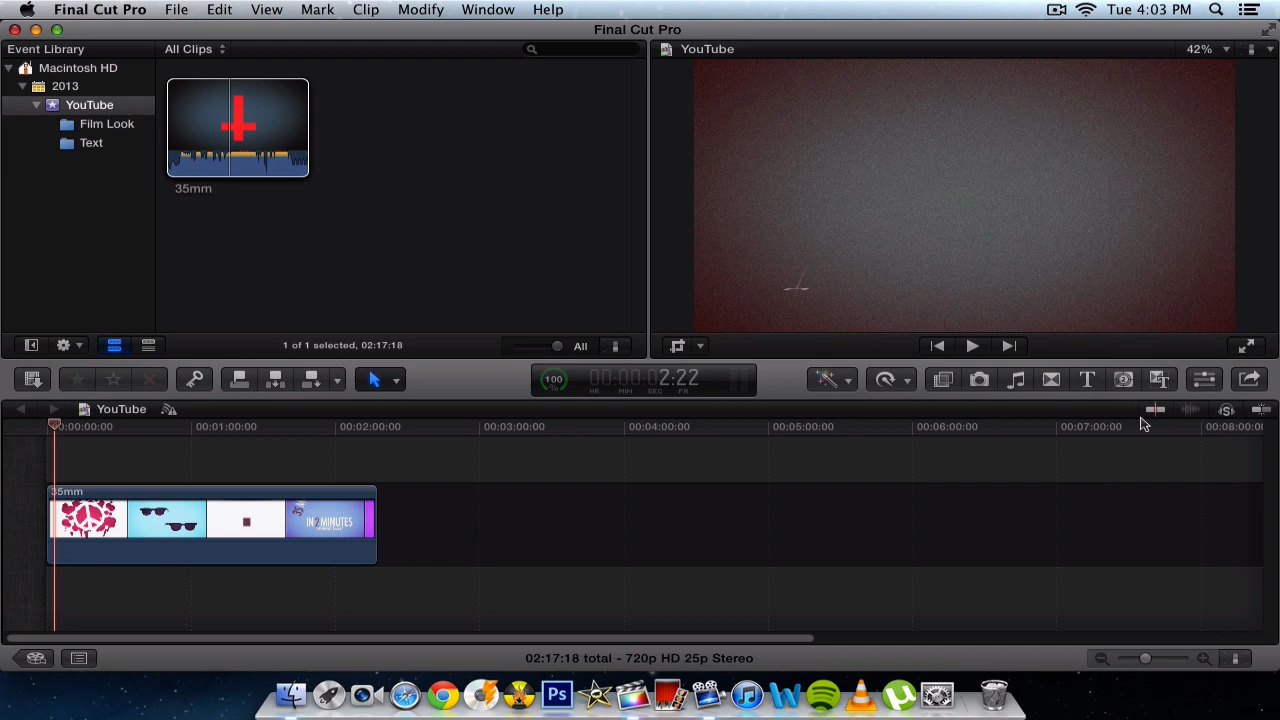 Final Cut Pro File Edit View Mark Clip Modify Window Help Tue 4:03 PM
Final Cut Pro
Event Library All Clips YouTube 42%
Macintosh HD
2013
YouTube
Film Look
Text
35mm
1 of 1 selected, 02:17:18 All
100 % 00:00:02:22
HR MIN SEC FR
YouTube
00:00:00:00 00:01:00:00 00:02:00:00 00:03:00:00 00:04:00:00 00:05:00:00 00:06:00:00 00:07:00:00 00:08:00:00
35mm
IN 2 MINUTES
02:17:18 total - 720p HD 25p Stereo
Ps